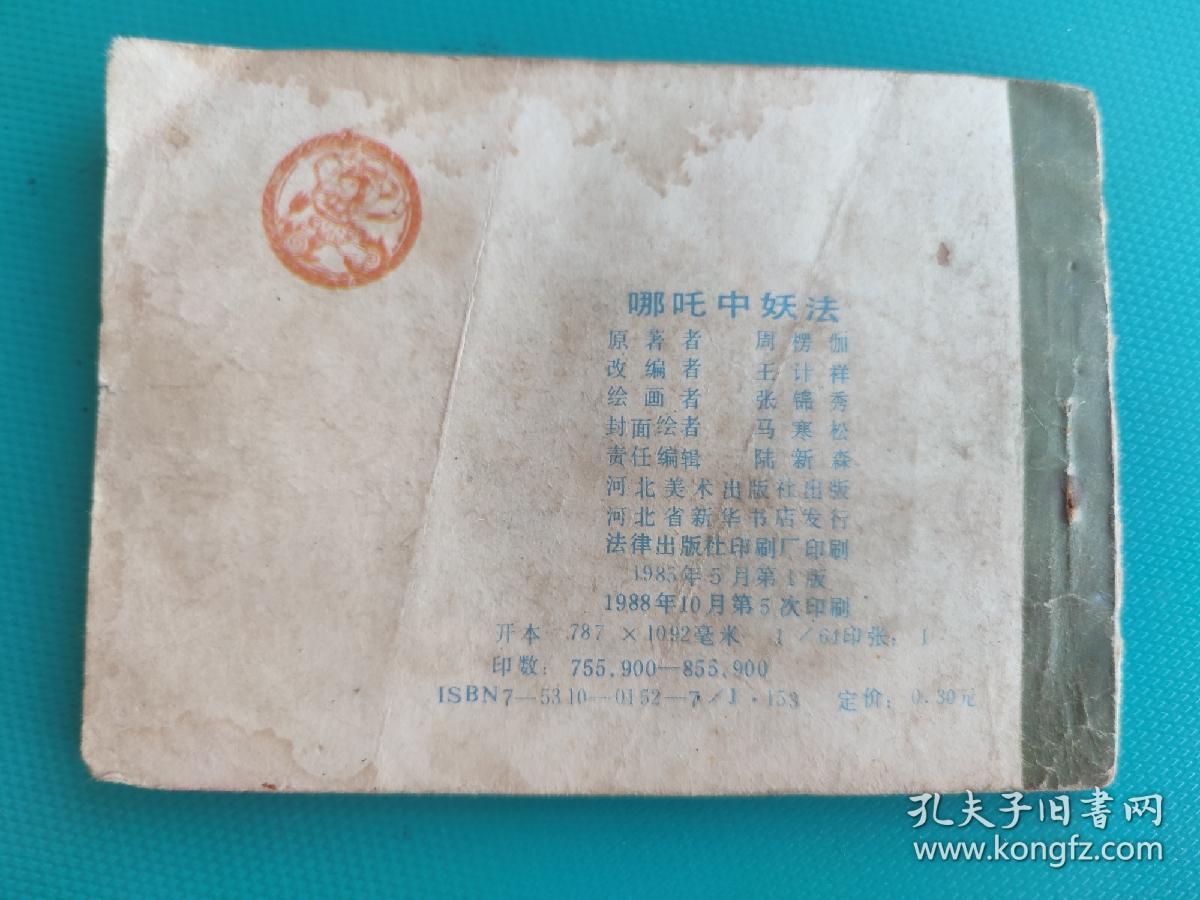 哪吒中妖法
原著者 周楞伽
改编者 王计祥
绘画者 张锦秀
封面绘者 马寒松
责任编辑 陆新森
河北美术出版社出版
河北省新华书店发行
法律出版社印刷厂印刷
1985年5月第1版
1988年10月第5次印刷
开本:787×1092毫米 1/64印张:1
印数:755,900—855,900
ISBN7—5310—0152—7/J·153 定价:0.30元
孔夫子旧書网
www.kongfz.com